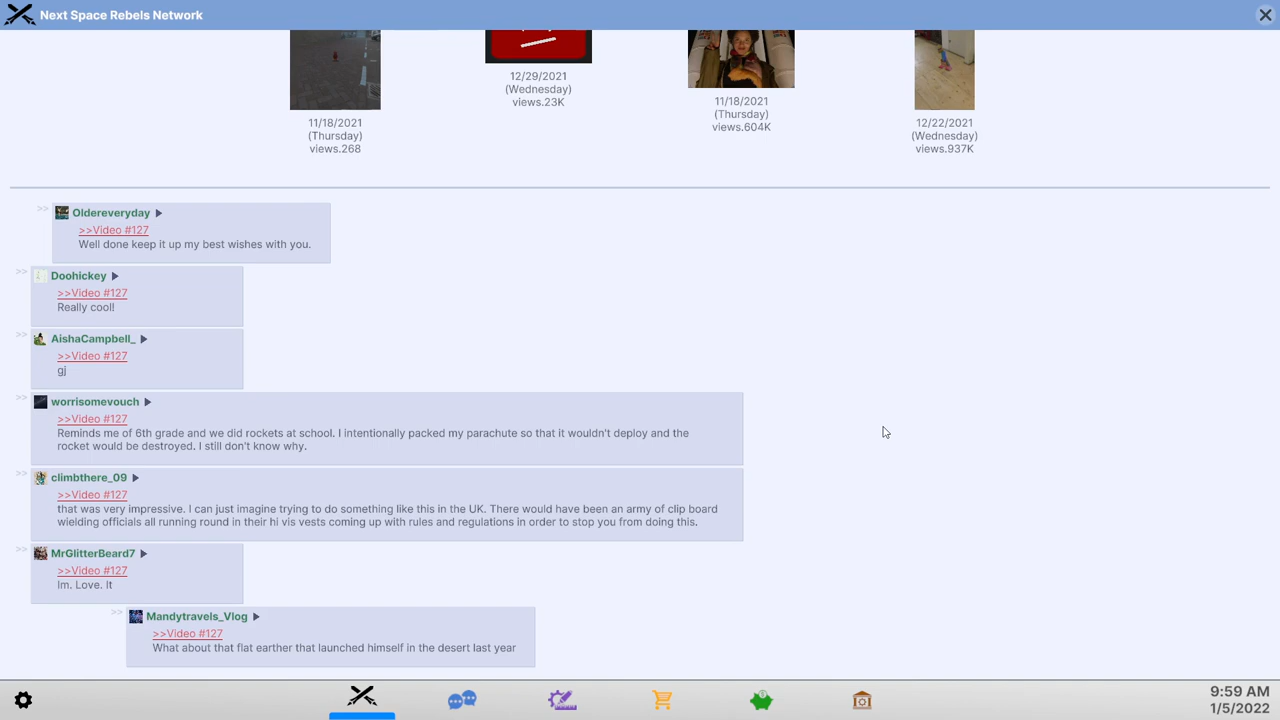 Next Space Rebels Network
12/29/2021
(Wednesday)
views.23K
11/18/2021
(Thursday)
views.604K
11/18/2021
(Thursday)
views.268
12/22/2021
(Wednesday)
views.937K
>> Oldereveryday
>>Video #127
Well done keep it up my best wishes with you.
>> Doohickey
>>Video #127
Really cool!
>> AishaCampbell_
>>Video #127
gj
>> worrisomevouch
>>Video #127
Reminds me of 6th grade and we did rockets at school. I intentionally packed my parachute so that it wouldn't deploy and the
rocket would be destroyed. I still don't know why.
>> climbthere_09
>>Video #127
that was very impressive. I can just imagine trying to do something like this in the UK. There would have been an army of clip board
wielding officials all running round in their hi vis vests coming up with rules and regulations in order to stop you from doing this.
>> MrGlitterBeard7
>>Video #127
Im. Love. It
>> Mandytravels_Vlog
>>Video #127
What about that flat earther that launched himself in the desert last year
9:59 AM
1/5/2022